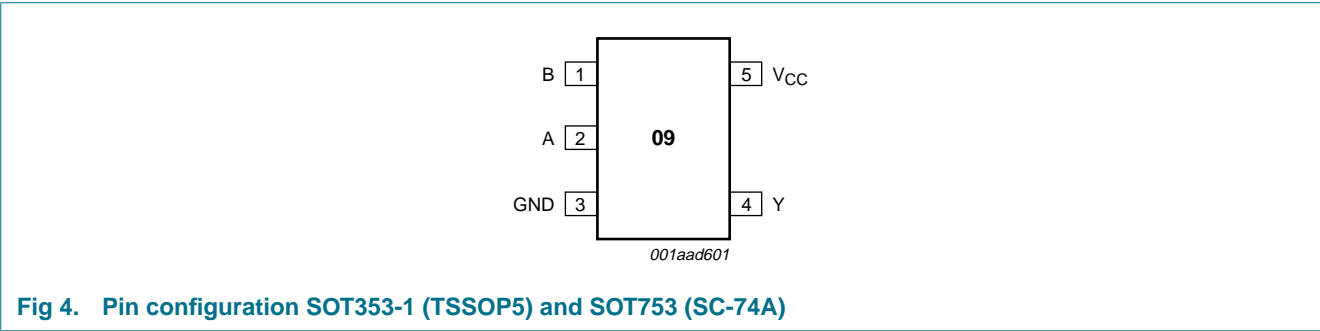 B 1 5 VCC
A 2 09
GND 3 4 Y
001aad601
Fig 4. Pin configuration SOT353-1 (TSSOP5) and SOT753 (SC-74A)